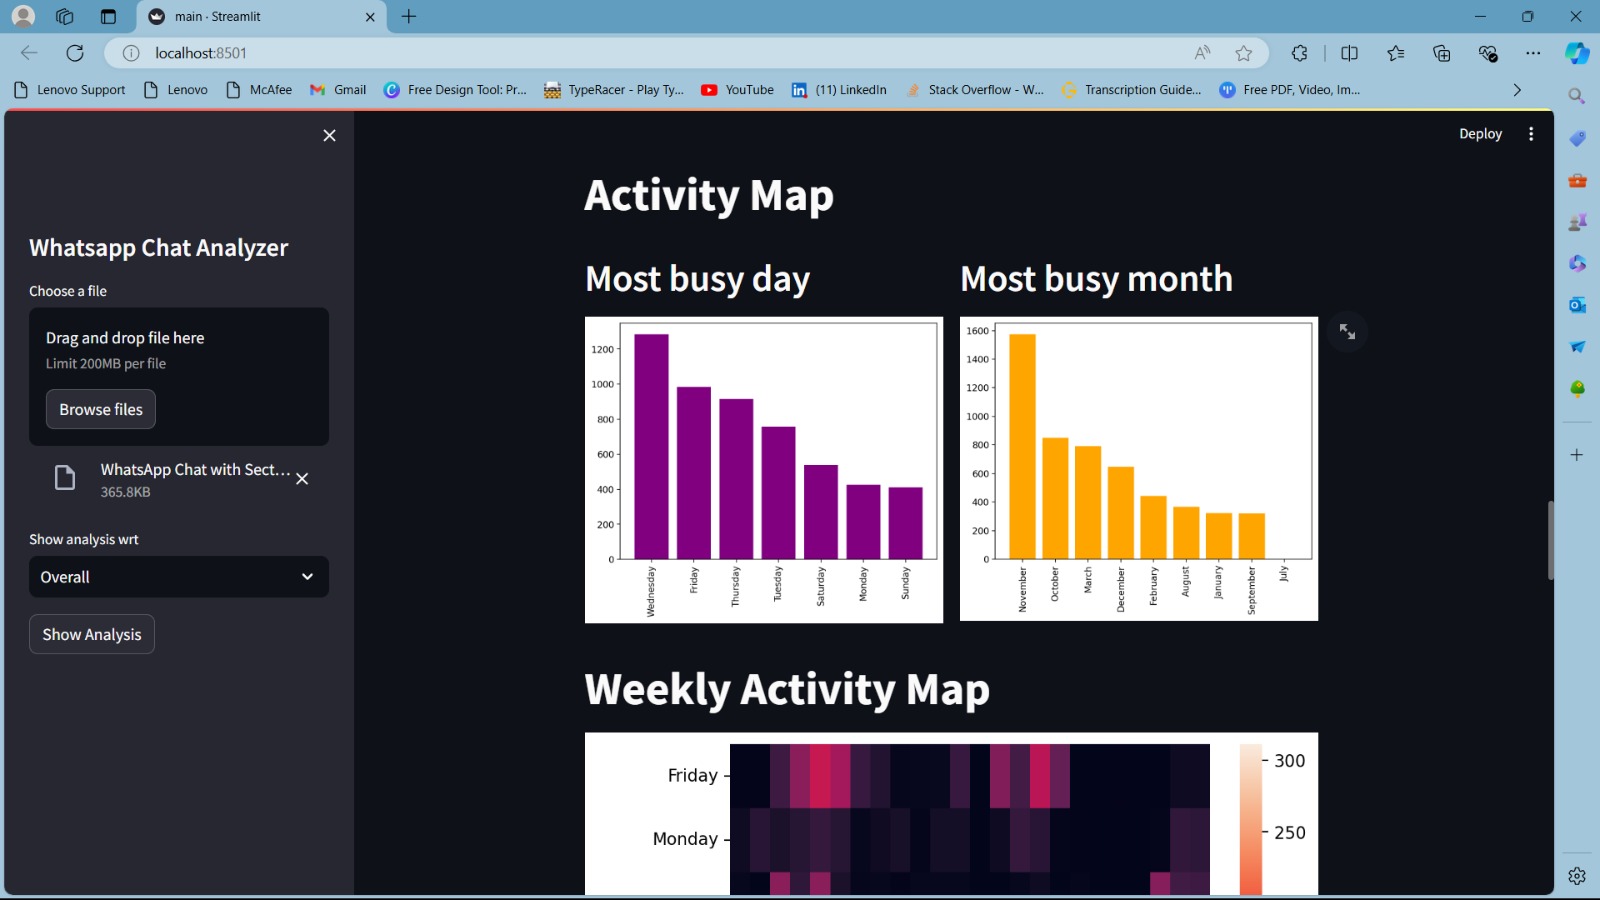 main · Streamlit
localhost:8501
Lenovo Support
Lenovo
McAfee
Gmail
Free Design Tool: Pr...
TypeRacer - Play Ty...
YouTube
(11) LinkedIn
Stack Overflow - W...
Transcription Guide...
Free PDF, Video, Im...
Deploy
Whatsapp Chat Analyzer
Choose a file
Drag and drop file here
Limit 200MB per file
Browse files
WhatsApp Chat with Sect...
365.8KB
Show analysis wrt
Overall
Show Analysis
Activity Map
Most busy day
1200
1000
800
600
400
200
0
Wednesday
Friday
Thursday
Tuesday
Saturday
Monday
Sunday
Most busy month
1600
1400
1200
1000
800
600
400
200
0
November
October
March
December
February
August
January
September
July
Weekly Activity Map
Friday
Monday
300
250